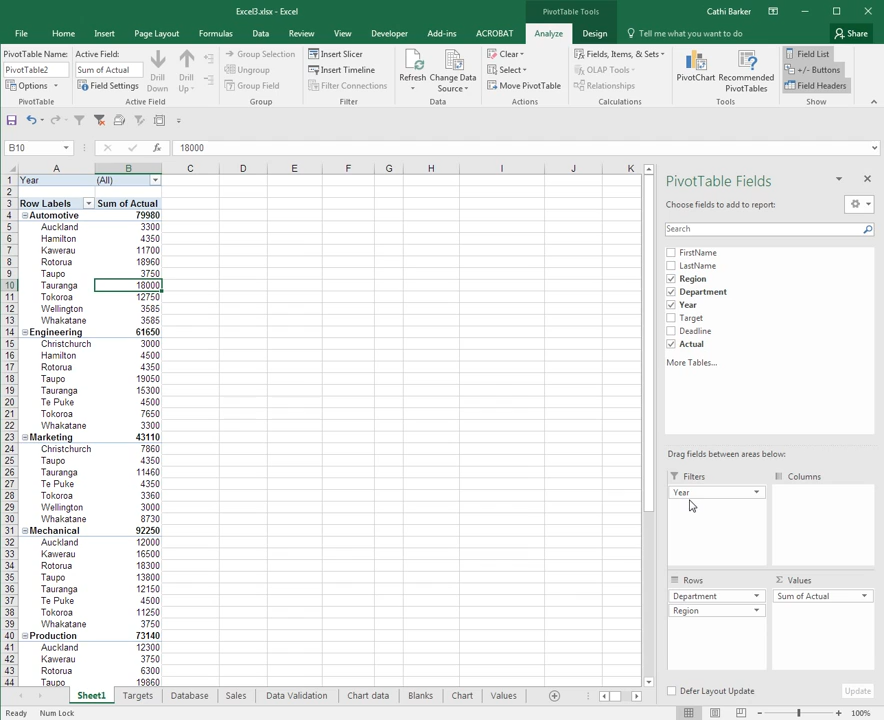 Excel3.xlsx - Excel
PivotTable Tools
Cathi Barker
File Home Insert Page Layout Formulas Data Review View Developer Add-ins ACROBAT Analyze Design Tell me what you want to do Share
PivotTable Name:
PivotTable2
Options
PivotTable
Active Field:
Sum of Actual
Field Settings
Drill Down
Drill Up
Active Field
Group Selection
Ungroup
Group Field
Group
Insert Slicer
Insert Timeline
Filter Connections
Filter
Refresh
Change Data Source
Data
Clear
Select
Move PivotTable
Actions
Fields, Items, & Sets
OLAP Tools
Relationships
Calculations
PivotChart
Recommended PivotTables
Tools
Field List
+/- Buttons
Field Headers
Show
B10 fx 18000
A B C D E F G H I J K
1 Year (All)
2
3 Row Labels Sum of Actual
4 Automotive 79980
5 Auckland 3300
6 Hamilton 4350
7 Kawerau 11700
8 Rotorua 18960
9 Taupo 3750
10 Tauranga 18000
11 Tokoroa 12750
12 Wellington 3585
13 Whakatane 3585
14 Engineering 61650
15 Christchurch 3000
16 Hamilton 4500
17 Rotorua 4350
18 Taupo 19050
19 Tauranga 15300
20 Te Puke 4500
21 Tokoroa 7650
22 Whakatane 3300
23 Marketing 43110
24 Christchurch 7860
25 Taupo 4350
26 Tauranga 11460
27 Te Puke 4350
28 Tokoroa 3360
29 Wellington 3000
30 Whakatane 8730
31 Mechanical 92250
32 Auckland 12000
33 Kawerau 16500
34 Rotorua 18300
35 Taupo 13800
36 Tauranga 12150
37 Te Puke 4500
38 Tokoroa 11250
39 Whakatane 3750
40 Production 73140
41 Auckland 12300
42 Kawerau 3750
43 Rotorua 6300
44 Taupo 19860
PivotTable Fields
Choose fields to add to report:
Search
FirstName
LastName
Region
Department
Year
Target
Deadline
Actual
More Tables...
Drag fields between areas below:
Filters
Year
Columns
Rows
Department
Region
Values
Sum of Actual
Defer Layout Update Update
Sheet1 Targets Database Sales Data Validation Chart data Blanks Chart Values
Ready Num Lock 100%